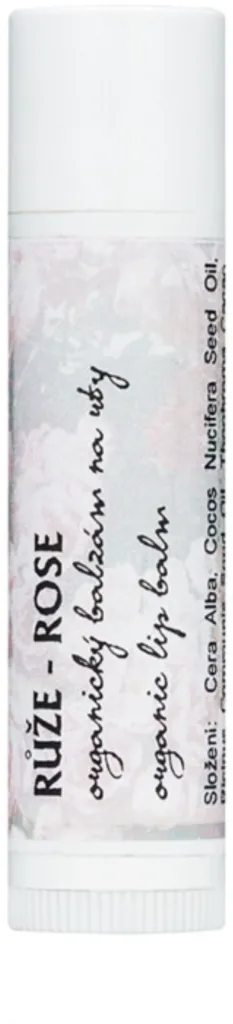 RŮŽE - ROSE
organický balzám na rty
organic lip balm
Složení: Cera Alba, Cocos Nucifera Seed Oil,